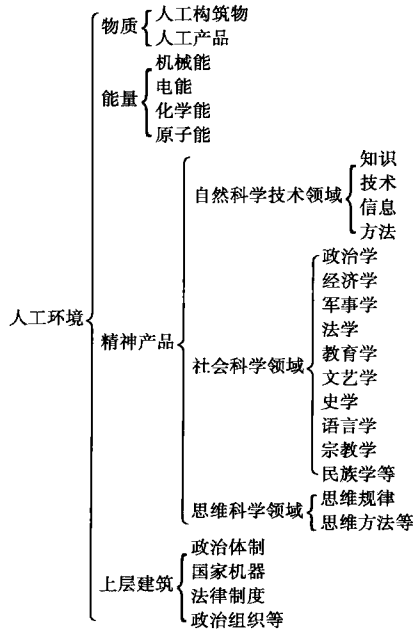 人工构筑物
物质
人工产品
机械能
电能
能量
化学能
原子能
知识
技术
自然科学技术领域
信息
方法
政治学
经济学
军事学
人工环境
法学
精神产品
教育学
社会科学领域
文艺学
史学
语言学
宗教学
民族学等
思维规律
思维科学领域
思维方法等
政治体制
国家机器
上层建筑
法律制度
政治组织等